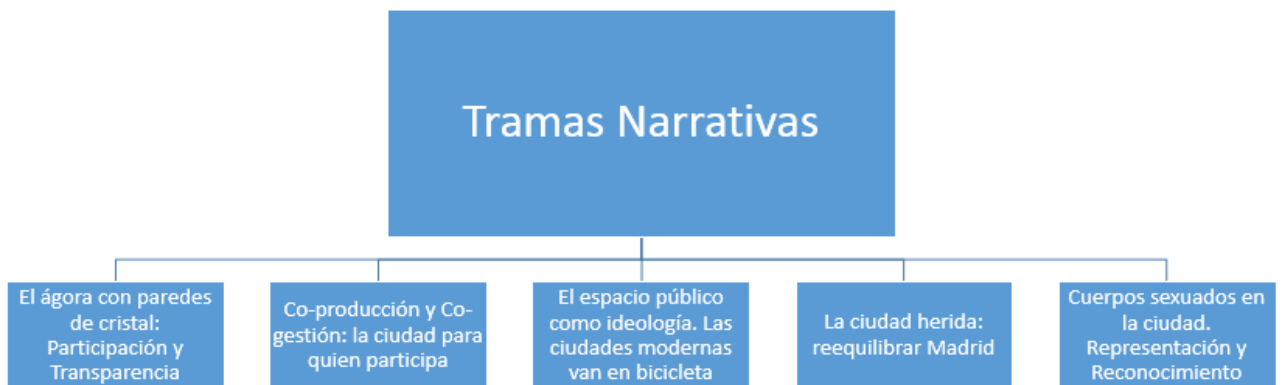 Tramas Narrativas
El ágora con paredes
de cristal:
Participación y
Transparencia
Co-producción y Co-
gestión: la ciudad para
quien participa
El espacio público
como ideología. Las
ciudades modernas
van en bicicleta
La ciudad herida:
reequilibrar Madrid
Cuerpos sexuados en
la ciudad.
Representación y
Reconocimiento